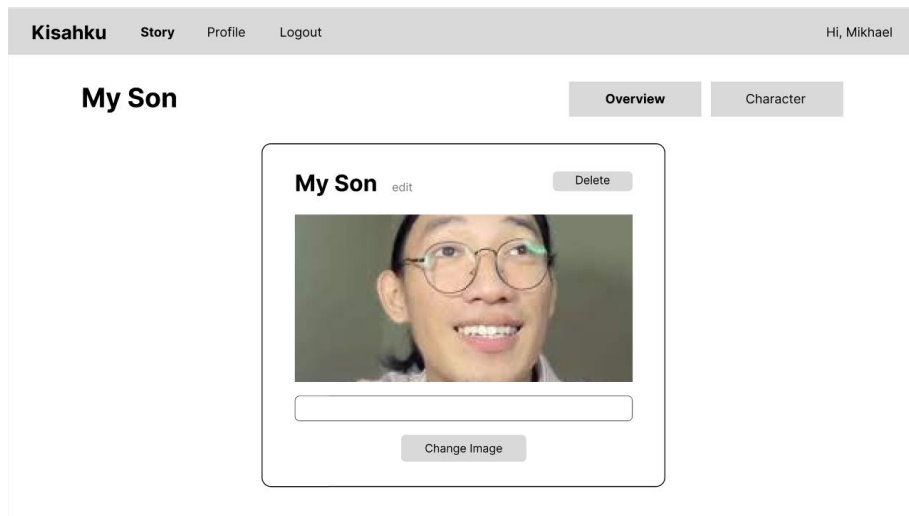 Kisahku Story Profile Logout Hi, Mikhael
My Son Overview Character
My Son edit Delete
Change Image